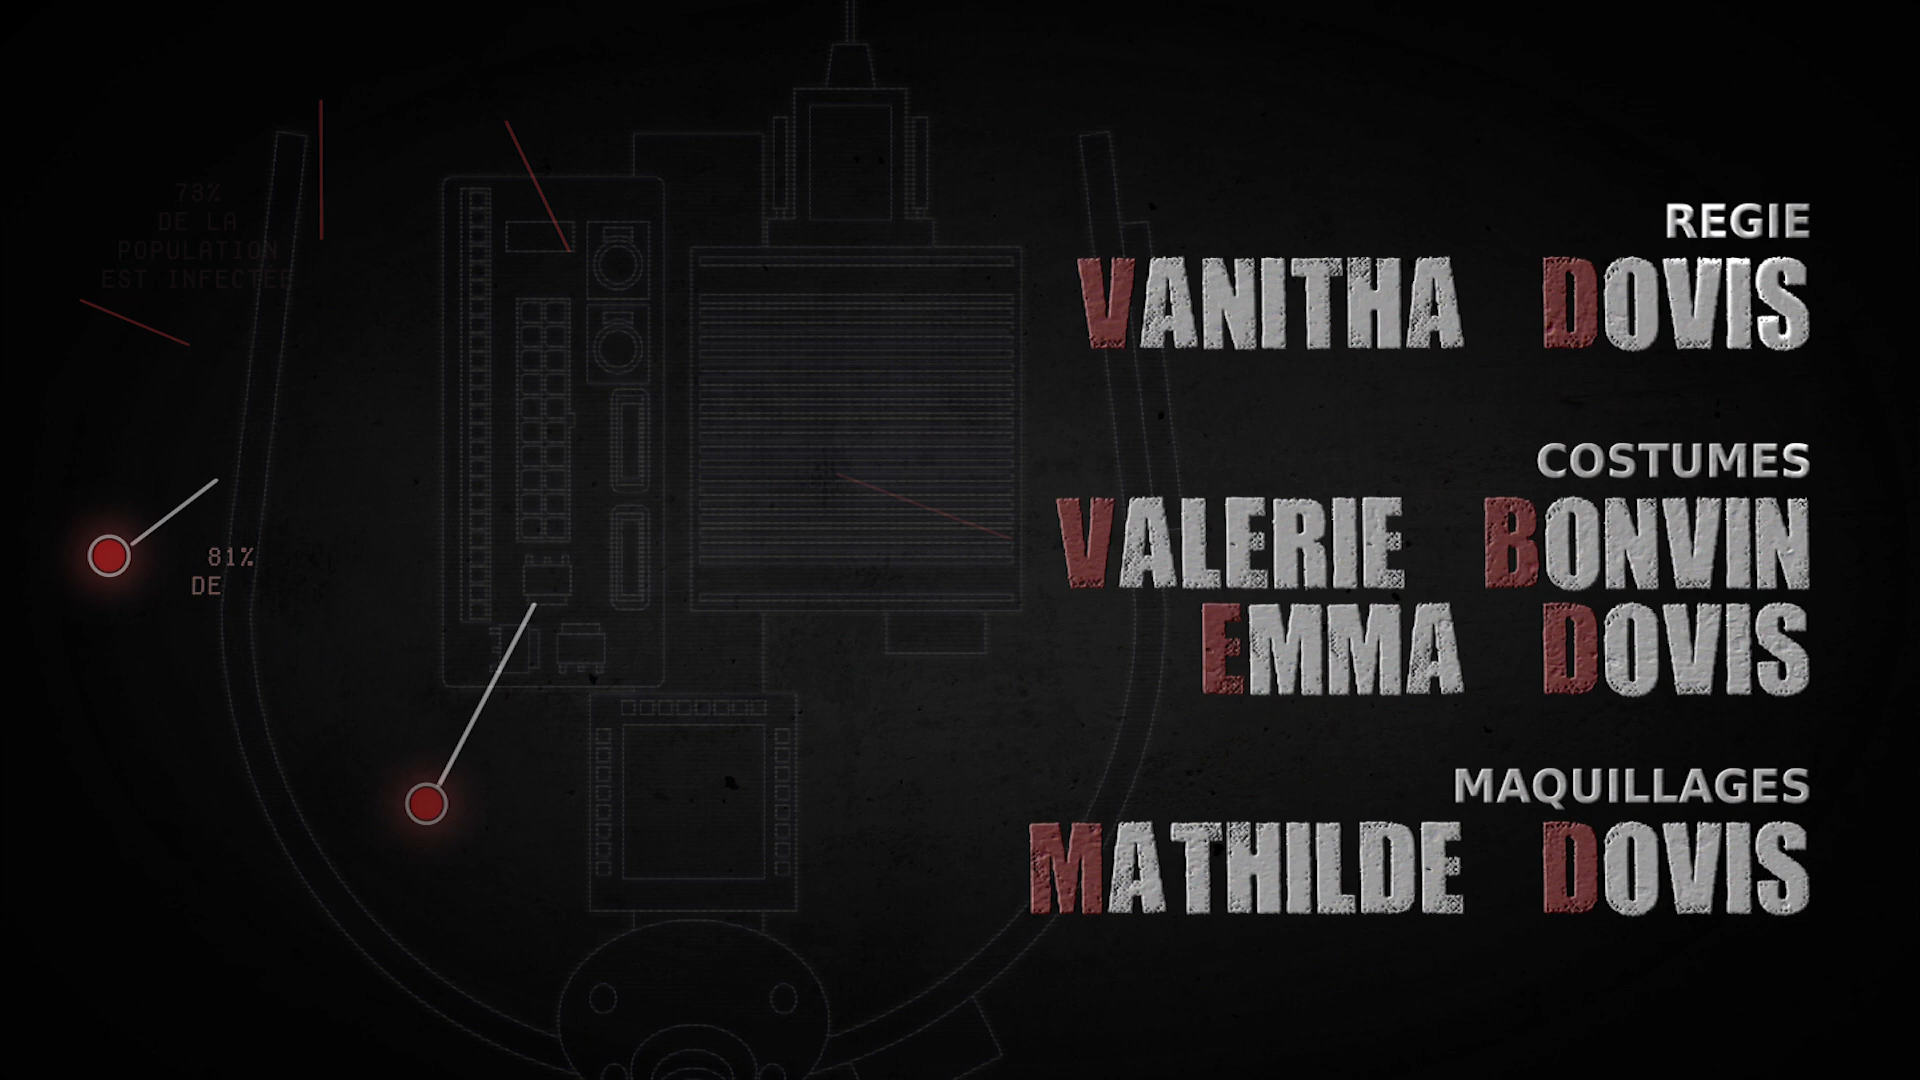 73%
DE LA
POPULATION
EST INFECTÉE
81%
DE
REGIE
VANITHA DOVIS
COSTUMES
VALERIE BONVIN
EMMA DOVIS
MAQUILLAGES
MATHILDE DOVIS